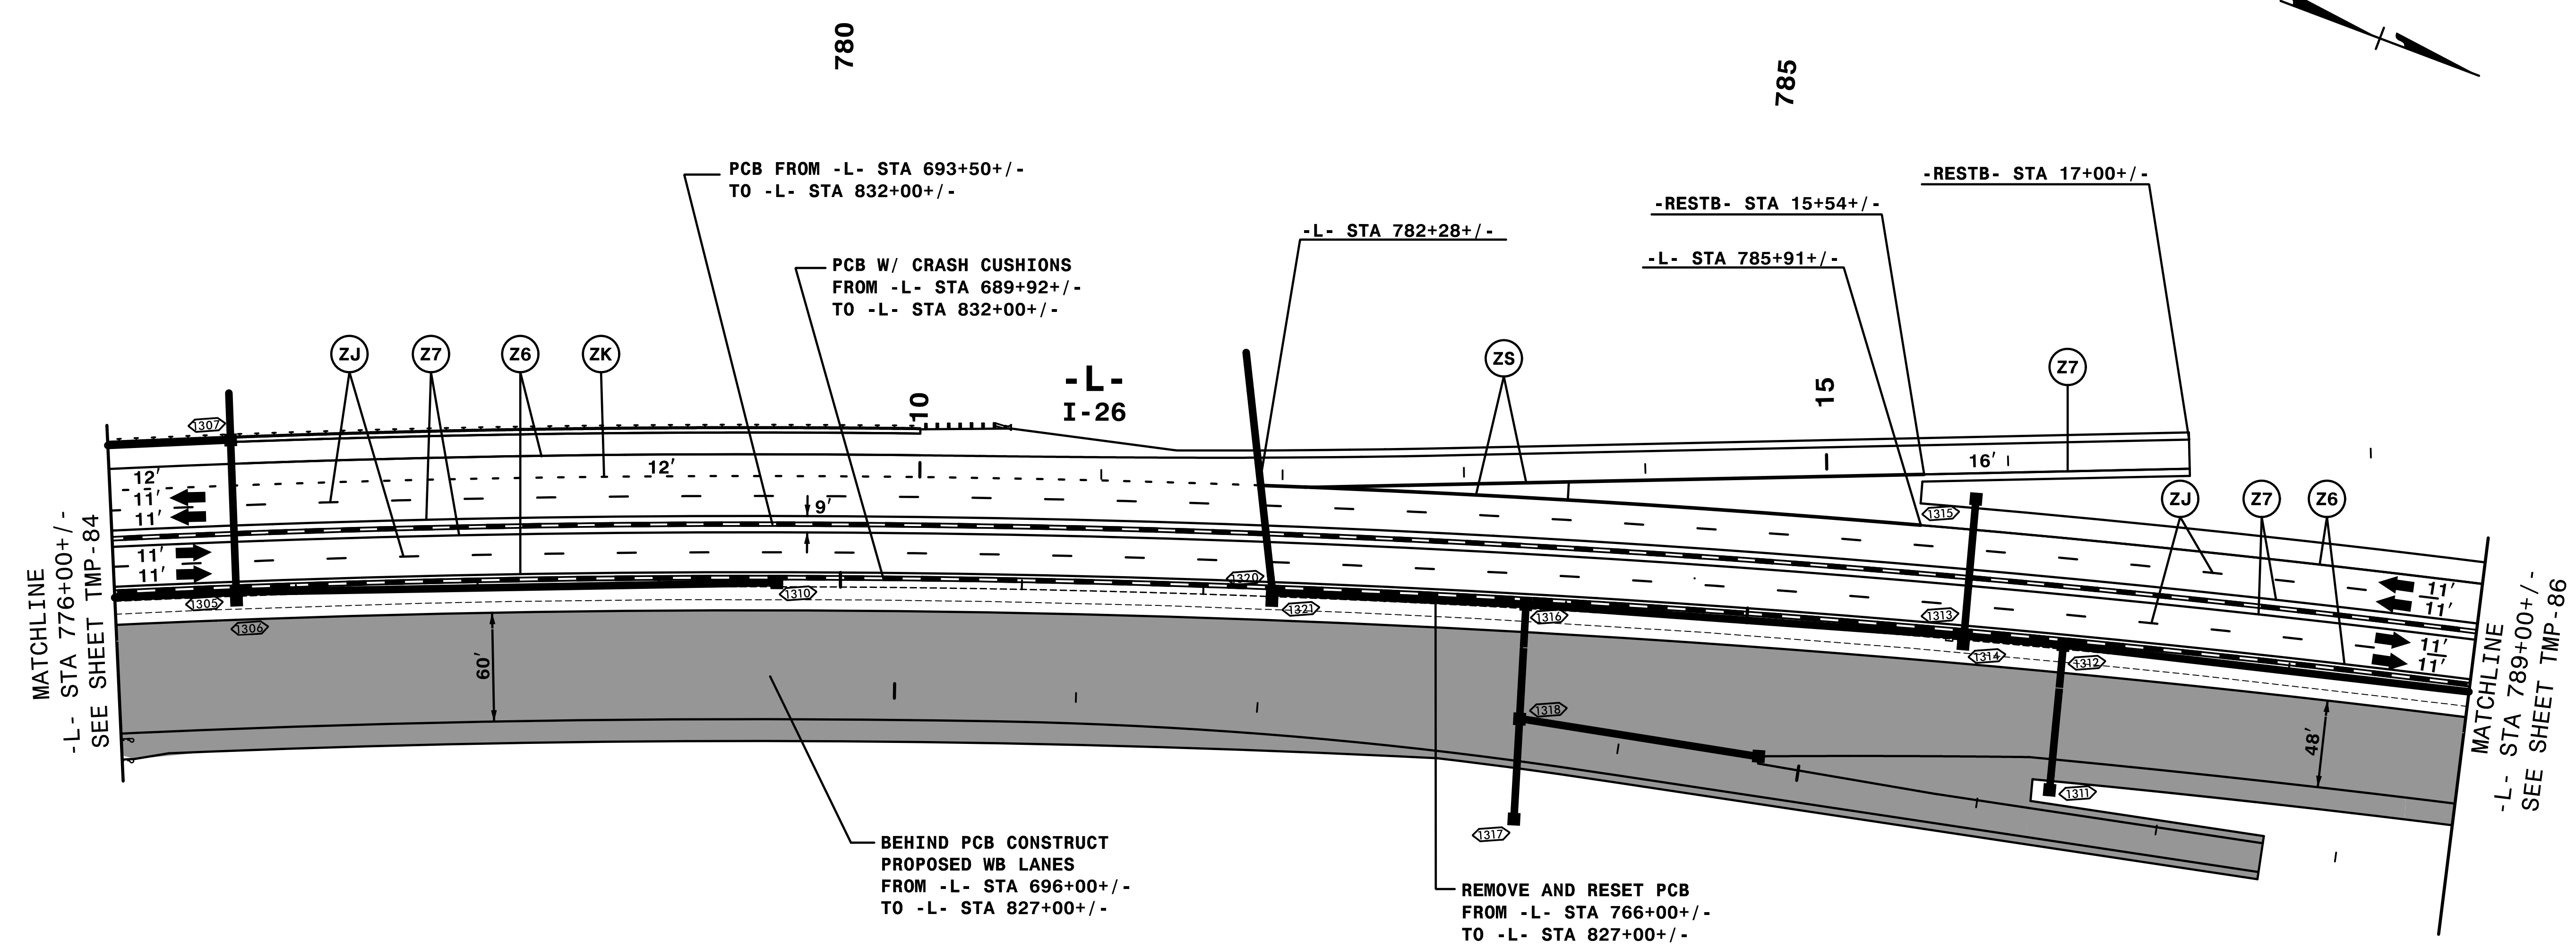 780
785
PCB FROM -L- STA 693+50+/-
TO -L- STA 832+00+/-
-RESTB- STA 17+00+/-
-RESTB- STA 15+54+/-
-L- STA 782+28+/-
-L- STA 785+91+/-
PCB W/ CRASH CUSHIONS
FROM -L- STA 689+92+/-
TO -L- STA 832+00+/-
ZJ
Z7
Z6
ZK
-L-
I-26
ZS
Z7
10
15
1307
12'
12'
16'
11'
11'
9'
ZJ
Z7
Z6
1315
11'
11'
1305
1306
1310
1320
1321
1316
1313
1314
1312
11'
11'
11'
11'
MATCHLINE
-L- STA 776+00+/-
SEE SHEET TMP-84
60'
1318
1317
1311
48'
MATCHLINE
-L- STA 789+00+/-
SEE SHEET TMP-86
BEHIND PCB CONSTRUCT
PROPOSED WB LANES
FROM -L- STA 696+00+/-
TO -L- STA 827+00+/-
REMOVE AND RESET PCB
FROM -L- STA 766+00+/-
TO -L- STA 827+00+/-